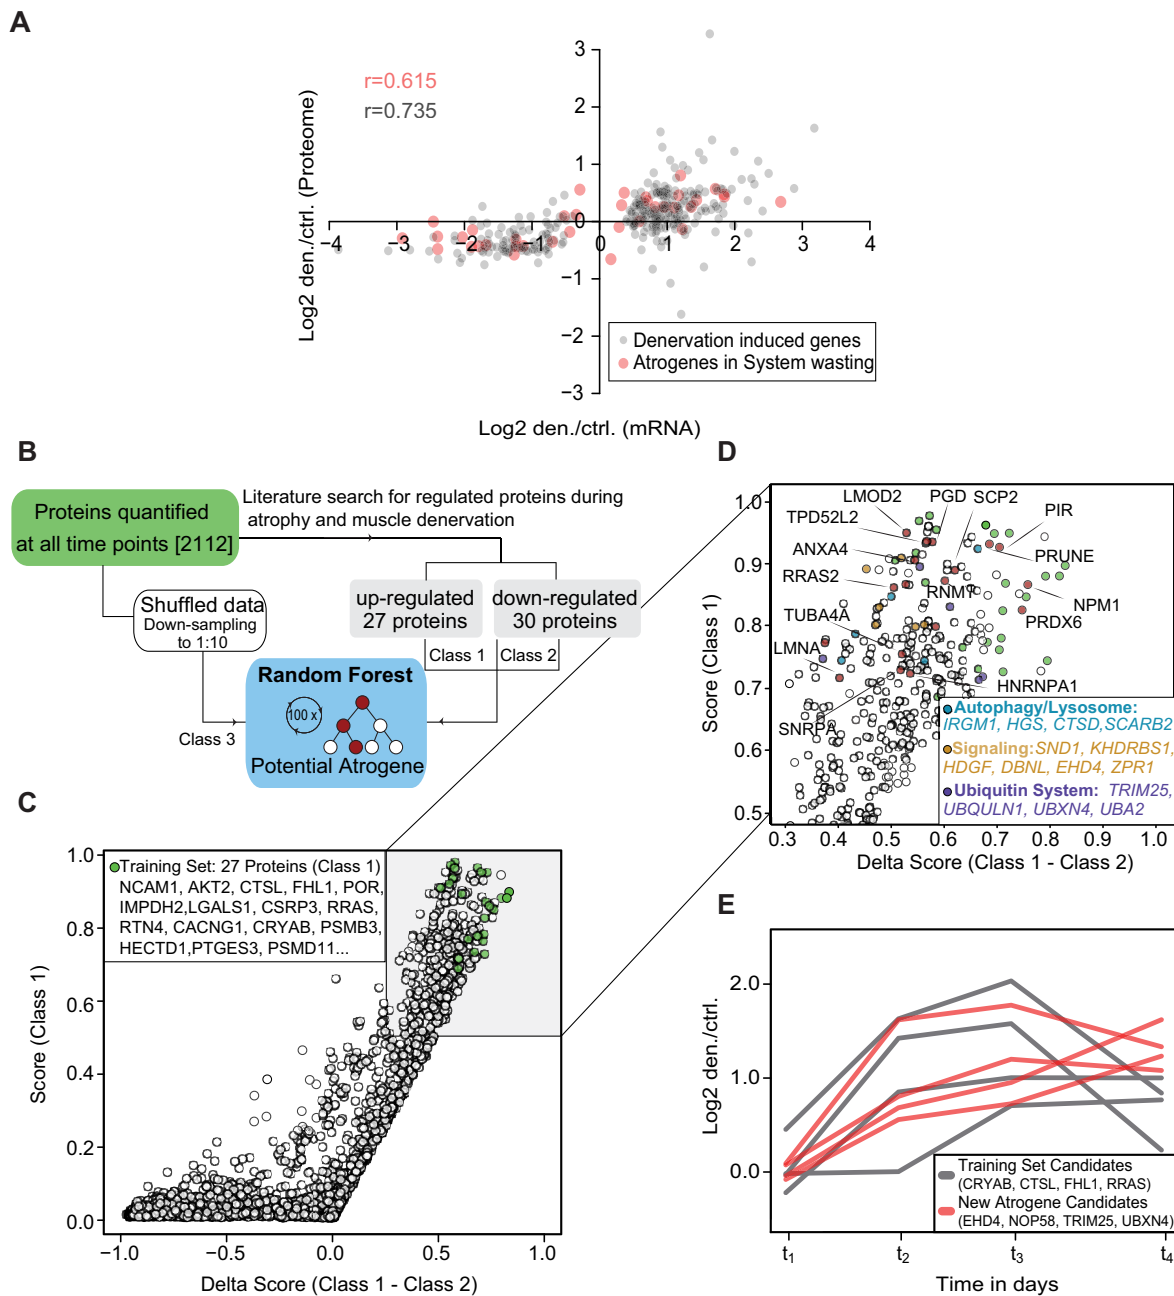 A
r=0.615
r=0.735
Log2 den./ctrl. (Proteome)
3
2
1
0
−1
−2
−3
−4
−3
−2
−1
0
1
2
3
4
Denervation induced genes
Atrogenes in System wasting
Log2 den./ctrl. (mRNA)
B
Proteins quantified
at all time points [2112]
Literature search for regulated proteins during
atrophy and muscle denervation
Shuffled data
Down-sampling
to 1:10
up-regulated
27 proteins
down-regulated
30 proteins
Class 1
Class 2
Class 3
Random Forest
100 x
Potential Atrogene
C
Training Set: 27 Proteins (Class 1)
NCAM1, AKT2, CTSL, FHL1, POR,
IMPDH2,LGALS1, CSRP3, RRAS,
RTN4, CACNG1, CRYAB, PSMB3,
HECTD1,PTGES3, PSMD11...
Score (Class 1)
1.0
0.8
0.6
0.4
0.2
0.0
−1.0
−0.5
0.0
0.5
1.0
Delta Score (Class 1 - Class 2)
D
Score (Class 1)
1.0
0.9
0.8
0.7
0.6
0.5
LMOD2
PGD
SCP2
TPD52L2
PIR
ANXA4
PRUNE
RRAS2
RNMT
NPM1
TUBA4A
PRDX6
LMNA
HNRNPA1
SNRPA
Autophagy/Lysosome:
IRGM1, HGS, CTSD,SCARB2
Signaling:SND1, KHDRBS1,
HDGF, DBNL, EHD4, ZPR1
Ubiquitin System: TRIM25,
UBQULN1, UBXN4, UBA2
0.3
0.4
0.5
0.6
0.7
0.8
0.9
1.0
Delta Score (Class 1 - Class 2)
E
Log2 den./ctrl.
2.0
1.0
0.0
Training Set Candidates
(CRYAB, CTSL, FHL1, RRAS)
New Atrogene Candidates
(EHD4, NOP58, TRIM25, UBXN4)
t1
t2
t3
t4
Time in days